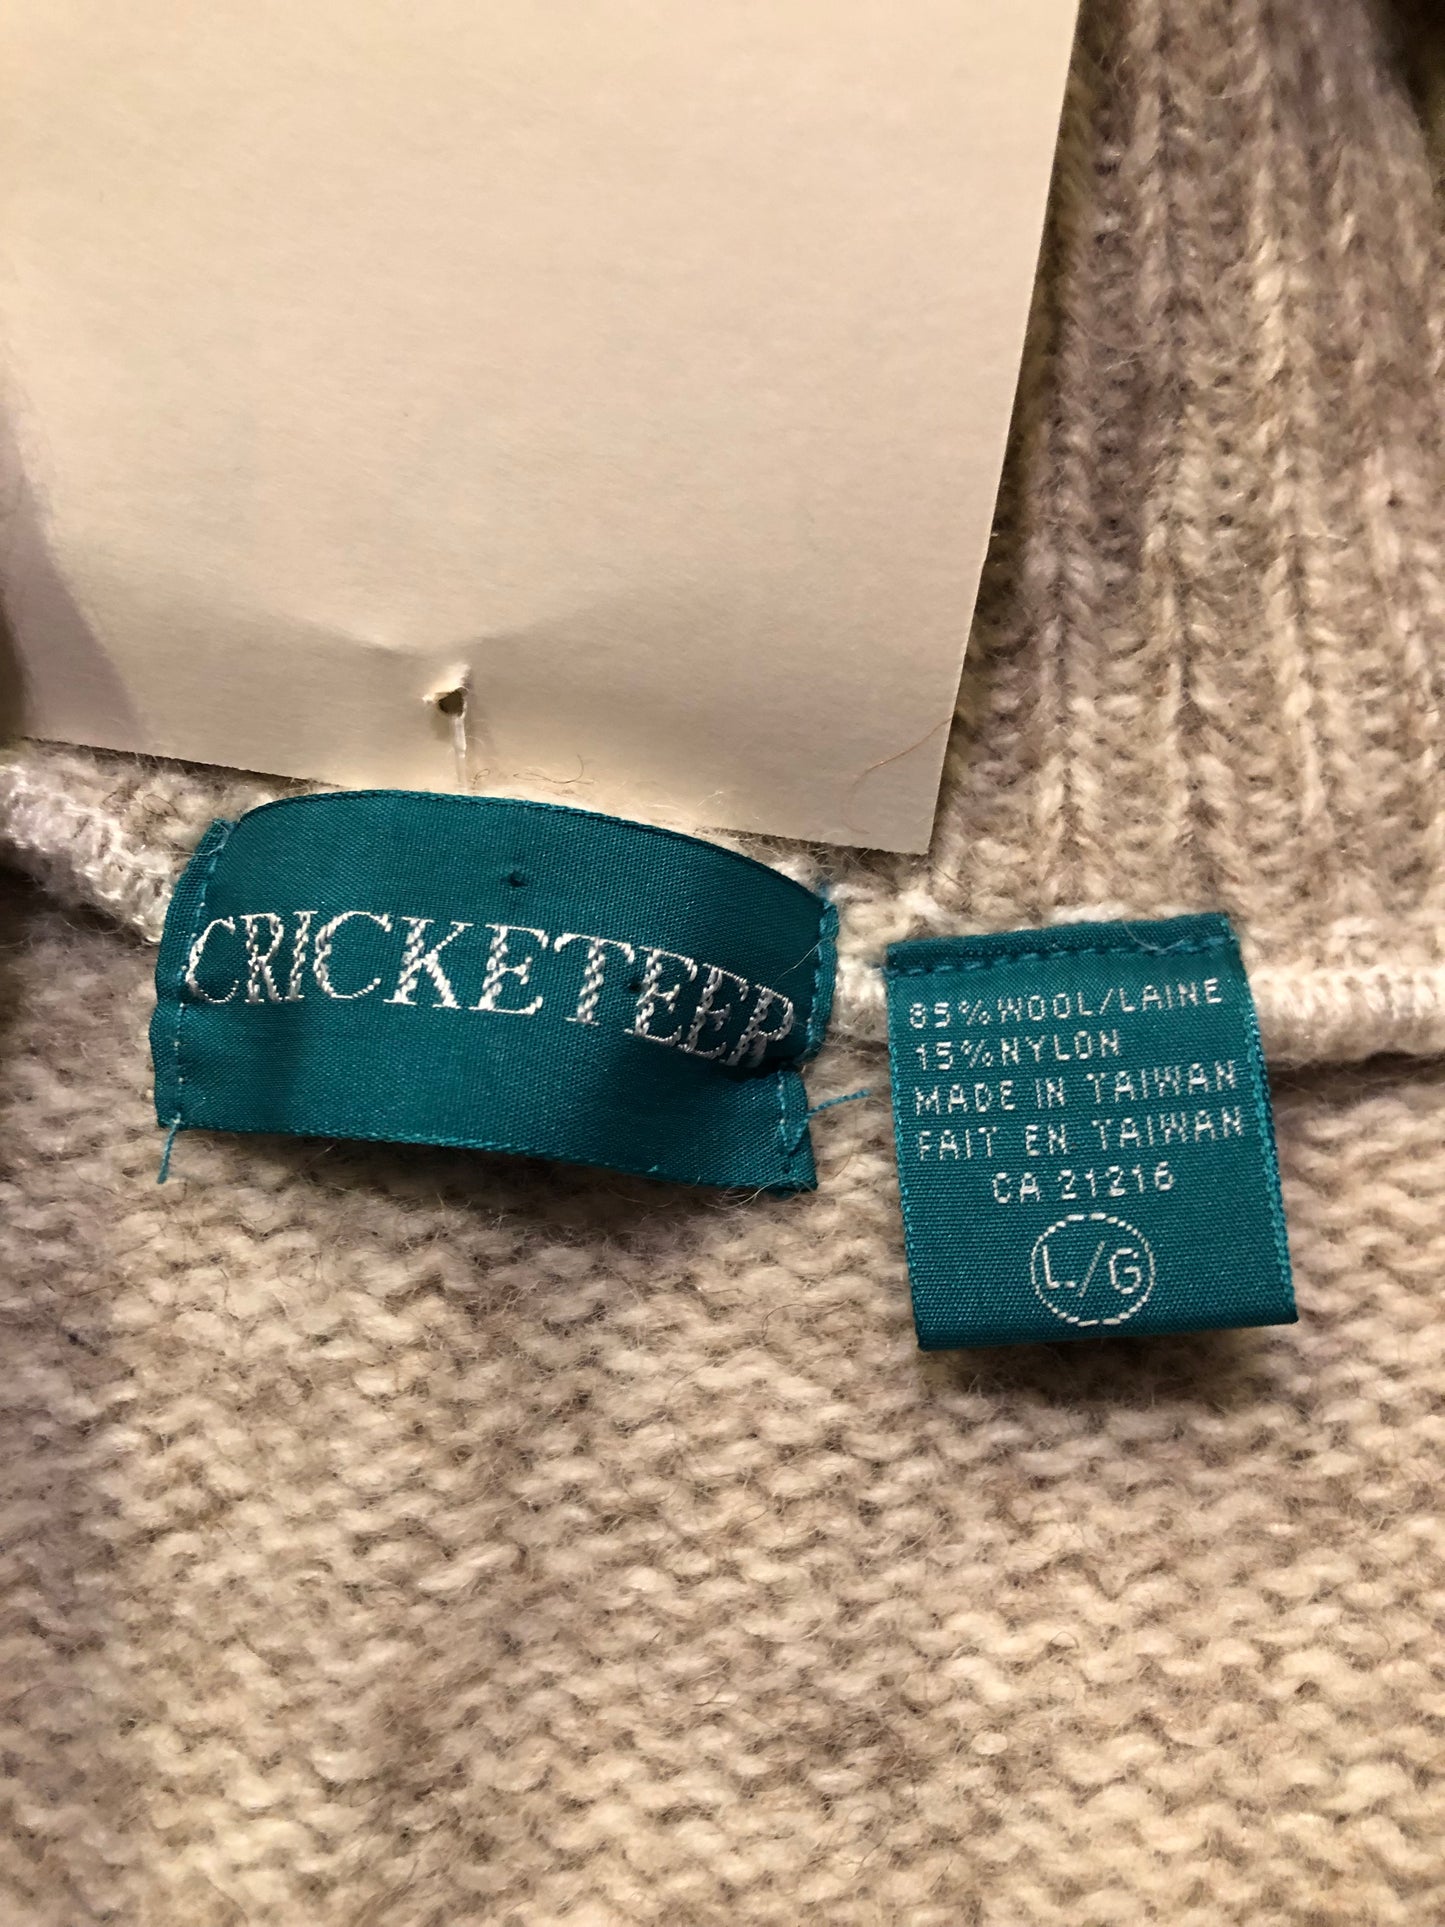 CRICKETEER
85% WOOL/LAINE
15% NYLON
MADE IN TAIWAN
FAIT EN TAIWAN
CA 21216
L/G